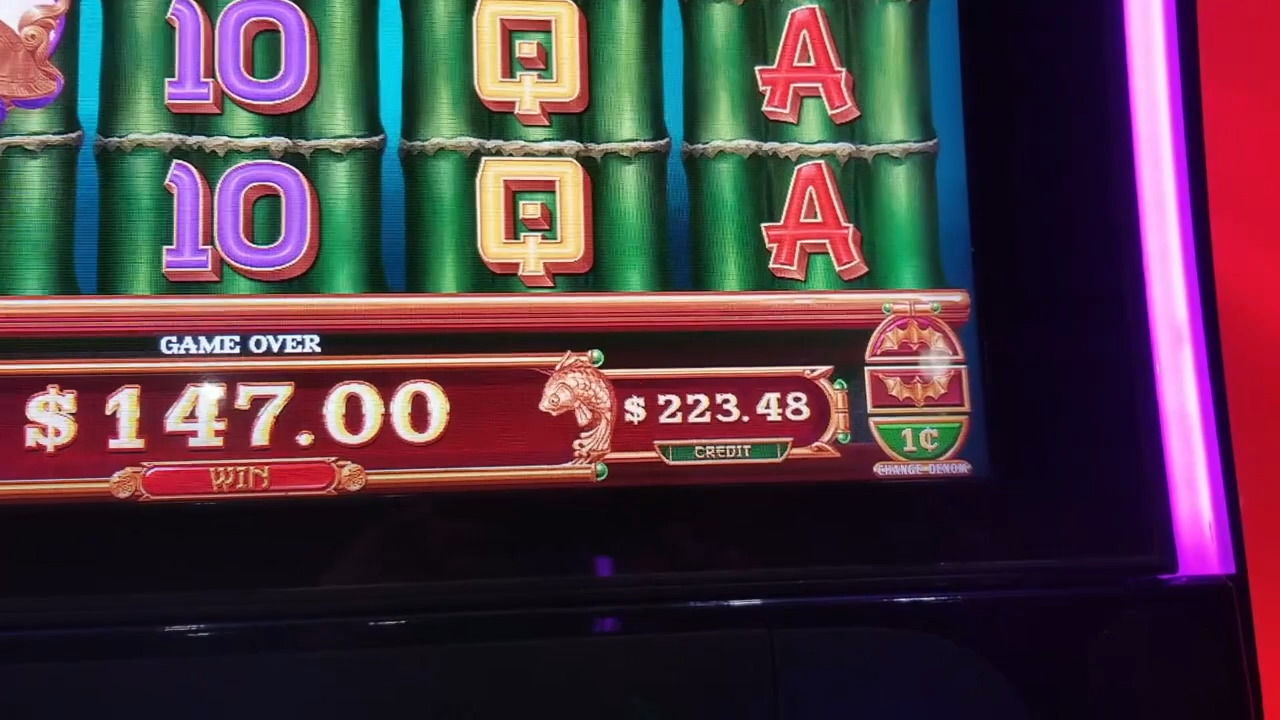 10 Q A
10 Q A
GAME OVER
$147.00
$223.48
WIN
CREDIT
1¢
CHANGE DENOM